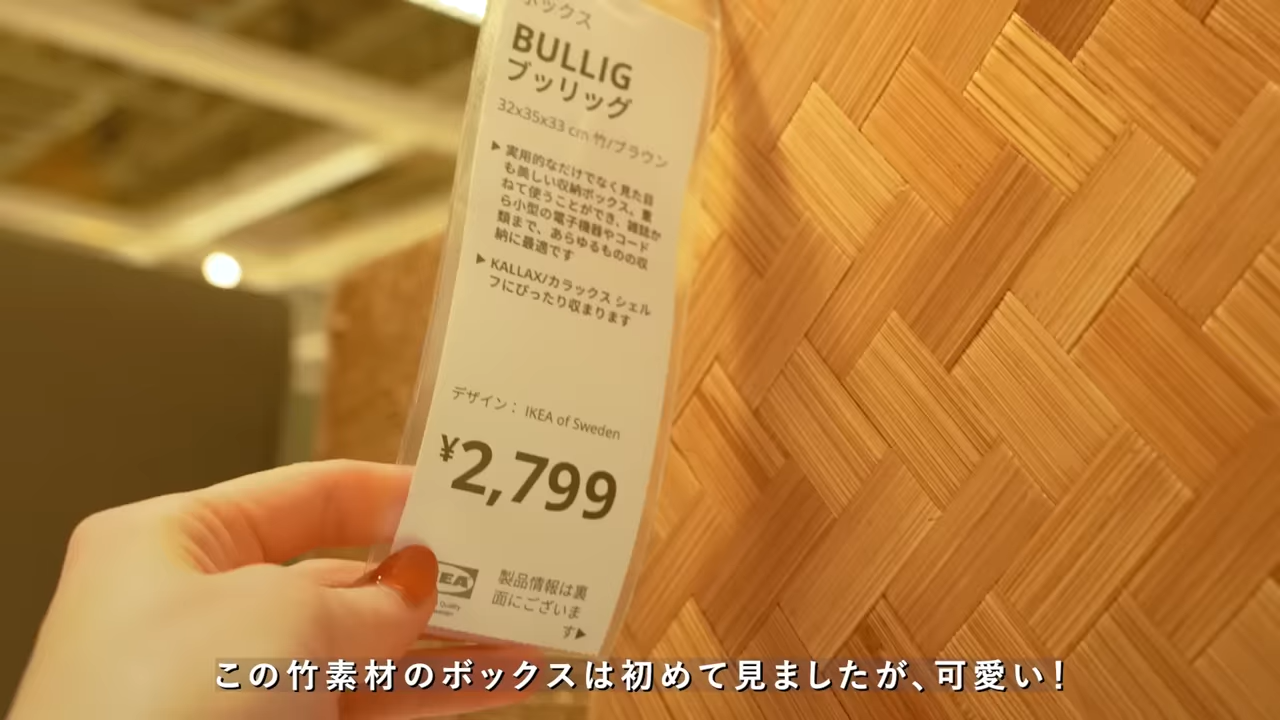 ボックス
BULLIG
ブッリッグ
32x35x33 cm 竹/ブラウン
▶ 実用的なだけでなく見た目
も美しい収納ボックス。重
ねて使うことができ、雑誌か
ら小型の電子機器やコード
類まで、あらゆるものの収
納に最適です
▶ KALLAX/カラックス シェル
フにぴったり収まります
デザイン： IKEA of Sweden
¥2,799
製品情報は裏
面にございま
す▶
この竹素材のボックスは初めて見ましたが、可愛い！